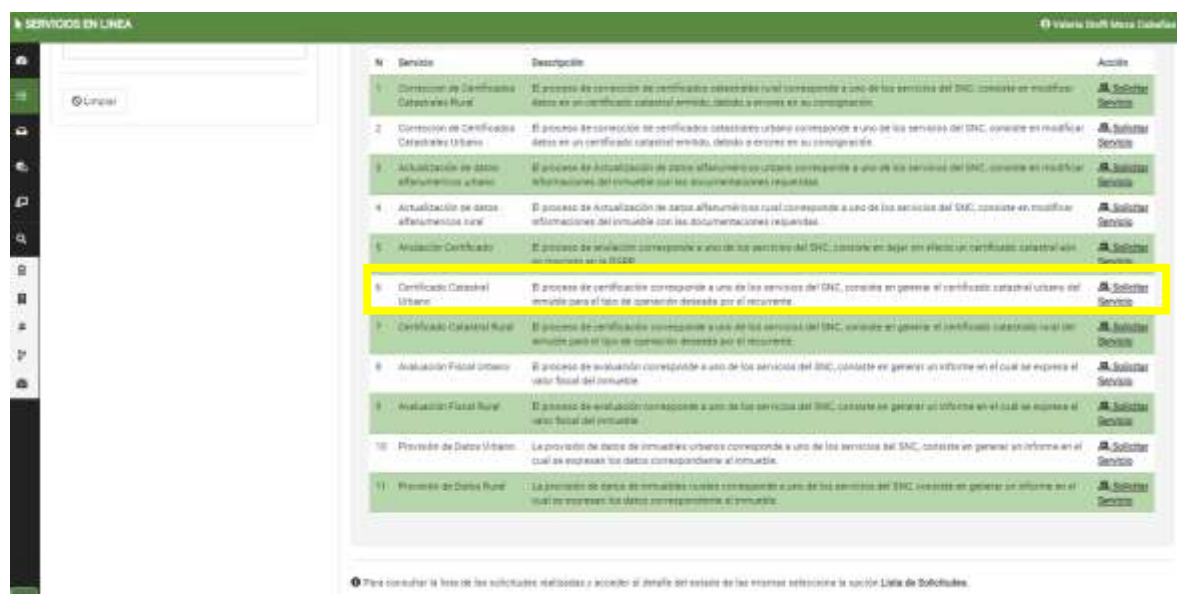 SERVICIOS EN LINEA
Valeria Steffi Meza
Limpiar
N Servicio Descripción Acción
1 Correccion de Certificados Catastrales Rural El proceso de corrección de certificados catastrales rural corresponde a uno de los servicios del SNC, consiste en modificar Solicitar
datos en un certificado catastral emitido, debido a errores en su consignación. Servicio
2 Correccion de Certificados Catastrales Urbano El proceso de corrección de certificados catastrales urbano corresponde a uno de los servicios del SNC, consiste en modificar Solicitar
datos en un certificado catastral emitido, debido a errores en su consignación. Servicio
3 Actualización de datos alfanuméricos urbano El proceso de Actualización de datos alfanuméricos urbano corresponde a uno de los servicios del SNC, consiste en modificar Solicitar
informaciones del inmueble con las documentaciones requeridas. Servicio
4 Actualización de datos alfanuméricos rural El proceso de Actualización de datos alfanuméricos rural corresponde a uno de los servicios del SNC, consiste en modificar Solicitar
informaciones del inmueble con las documentaciones requeridas. Servicio
5 Anulación Certificado El proceso de anulación corresponde a uno de los servicios del SNC, consiste en dejar sin efecto un certificado catastral aún Solicitar
no inscripto en la DGRP Servicio
6 Certificado Catastral Urbano El proceso de certificación corresponde a uno de los servicios del SNC, consiste en generar el certificado catastral urbano del Solicitar
inmueble para el tipo de operación deseada por el recurrente. Servicio
7 Certificado Catastral Rural El proceso de certificación corresponde a uno de los servicios del SNC, consiste en generar el certificado catastral rural del Solicitar
inmueble para el tipo de operación deseada por el recurrente. Servicio
8 Avaluación Fiscal Urbano El proceso de avaluación corresponde a uno de los servicios del SNC, consiste en generar un informe en el cual se expresa el Solicitar
valor fiscal del inmueble. Servicio
9 Avaluación Fiscal Rural El proceso de avaluación corresponde a uno de los servicios del SNC, consiste en generar un informe en el cual se expresa el Solicitar
valor fiscal del inmueble. Servicio
10 Provisión de Datos Urbano La provisión de datos de inmuebles urbanos corresponde a uno de los servicios del SNC, consiste en generar un informe en el Solicitar
cual se expresan los datos correspondiente al inmueble. Servicio
11 Provisión de Datos Rural La provisión de datos de inmuebles rurales corresponde a uno de los servicios del SNC, consiste en generar un informe en el Solicitar
cual se expresan los datos correspondiente al inmueble. Servicio
Para consultar la lista de las solicitudes realizadas y acceder al detalle del estado de las mismas seleccione la opción Lista de Solicitudes.